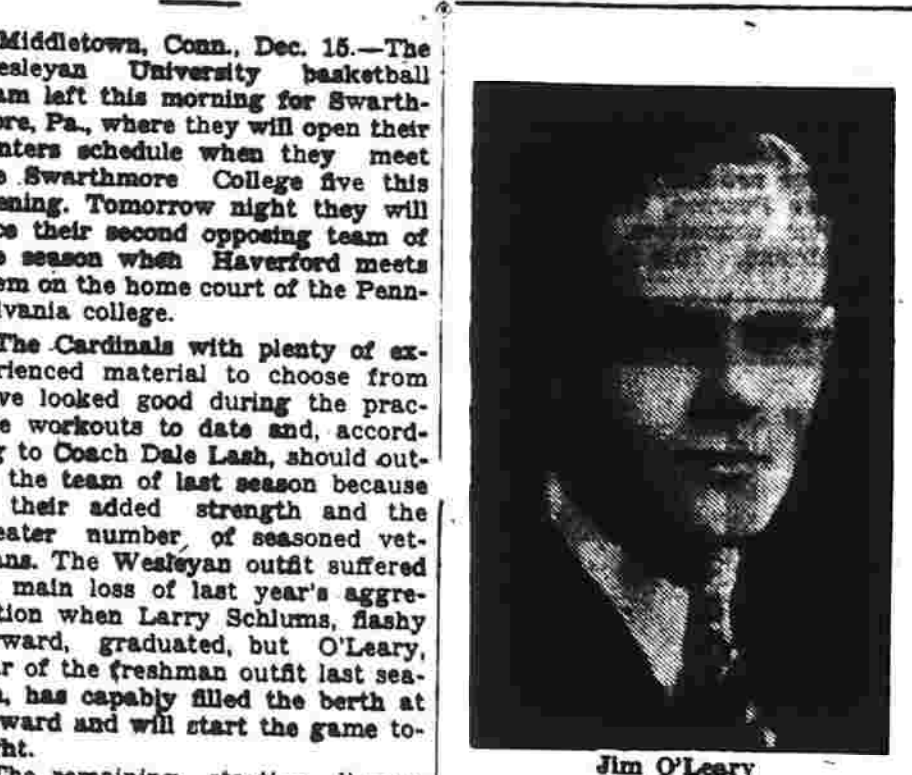 Middletown, Conn., Dec. 15.—The
esleyan University basketball
am left this morning for Swarth-
ore, Pa., where they will open their
nters schedule when they meet
e Swarthmore College five this
ening. Tomorrow night they will
ce their second opposing team of
e season when Haverford meets
em on the home court of the Penn-
lvania college.
The Cardinals with plenty of ex-
rienced material to choose from
ve looked good during the prac-
e workouts to date and, accord-
g to Coach Dale Lash, should out-
the team of last season because
their added strength and the
eater number of seasoned vet-
ans. The Wesleyan outfit suffered
main loss of last year's aggre-
tion when Larry Schlums, flashy
ward, graduated, but O'Leary,
r of the freshman outfit last sea-
, has capably filled the berth at
ward and will start the game to-
ht.
The remaining starting
Jim O'Leary